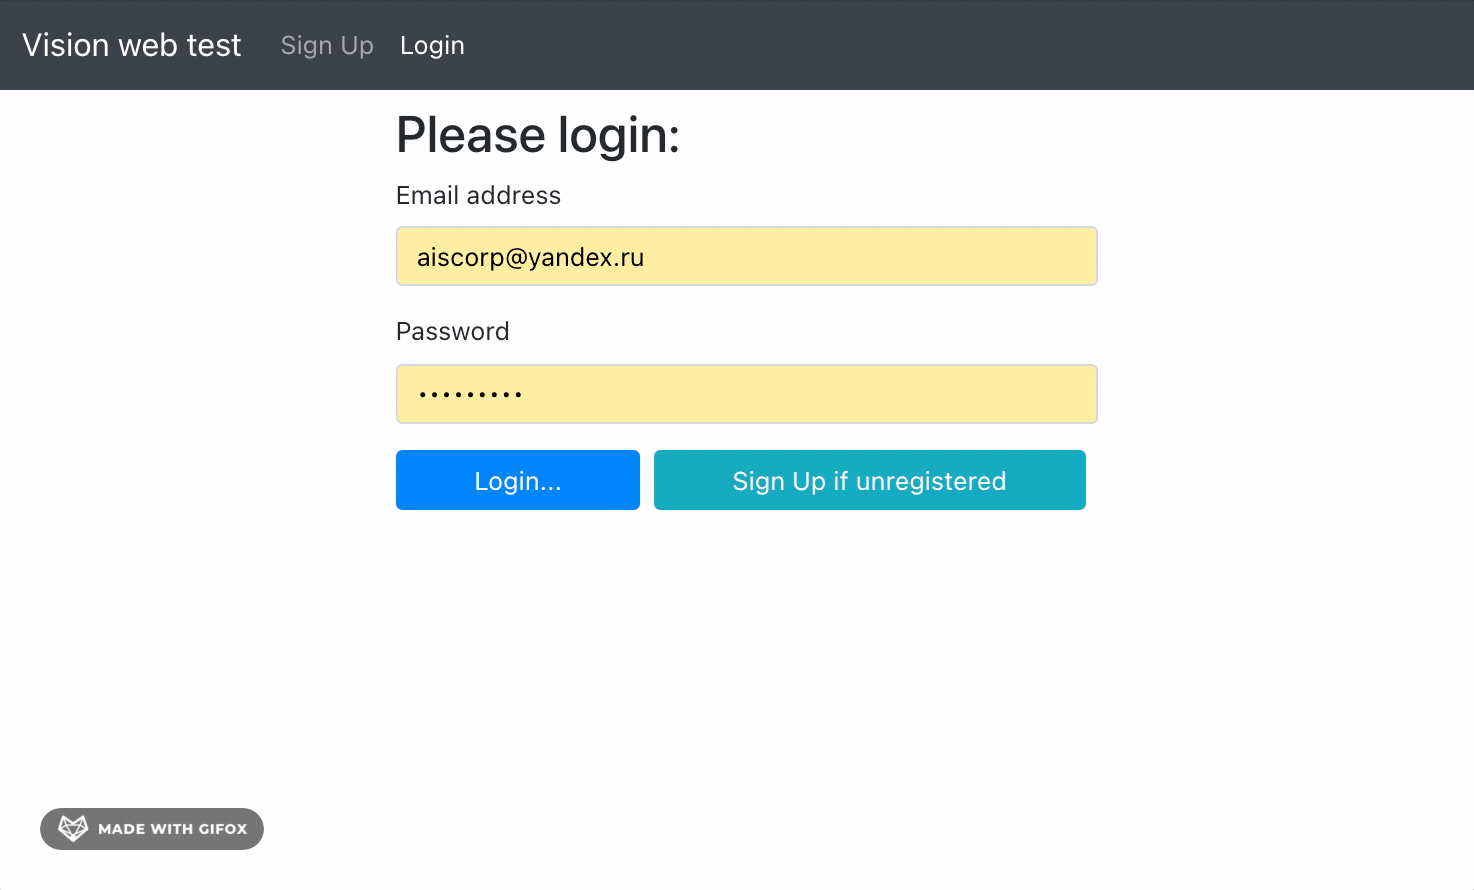 Vision web test Sign Up Login
Please login:
Email address
aiscorp@yandex.ru
Password
•••••••••
Login... Sign Up if unregistered
MADE WITH GIFOX